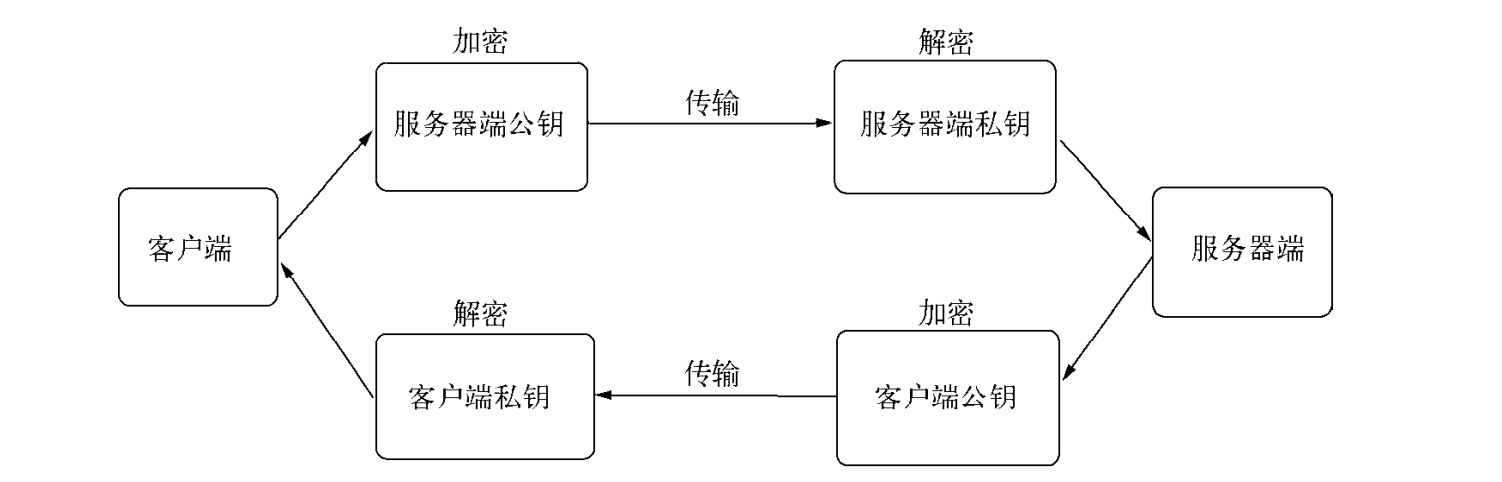 加密
解密
服务器端公钥
传输
服务器端私钥
客户端
服务器端
解密
加密
客户端私钥
传输
客户端公钥